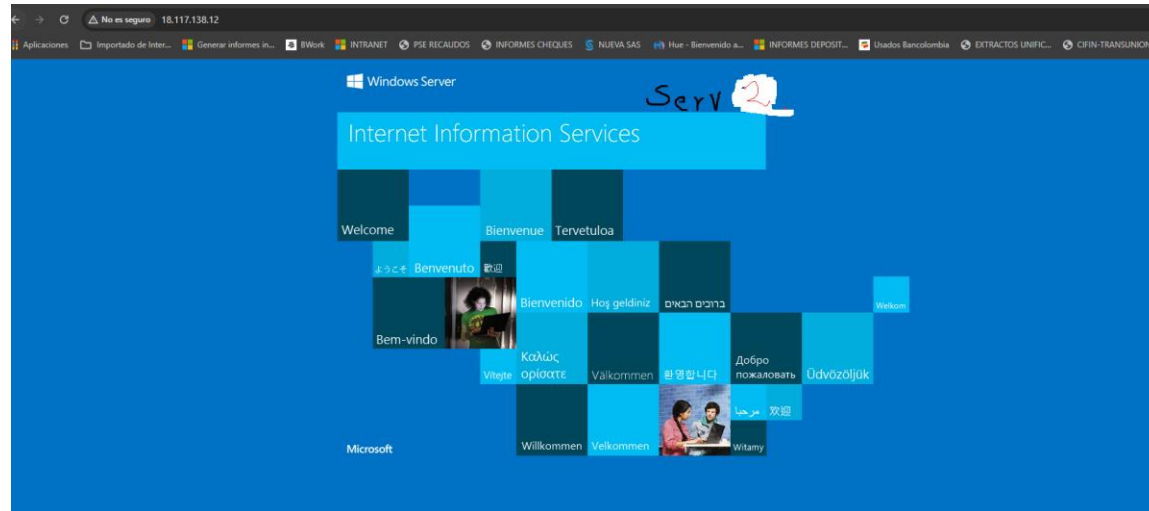 No es seguro 18.117.138.12
Aplicaciones Importado de Inter... Generar informes in... BWork INTRANET PSE RECAUDOS INFORMES CHEQUES NUEVA SAS Hue - Bienvenido a... INFORMES DEPOSIT... Usados Bancolombia EXTRACTOS UNIFIC... CIFIN-TRANSUNION
Windows Server
Serv 2
Internet Information Services
Welcome
Bienvenue
Tervetuloa
ようこそ
Benvenuto
歡迎
Bienvenido
Hoş geldiniz
ברוכים הבאים
Welkom
Bem-vindo
Vítejte
Καλώς
ορίσατε
Välkommen
환영합니다
Добро
пожаловать
Üdvözöljük
مرحبا
欢迎
Willkommen
Velkommen
Witamy
Microsoft